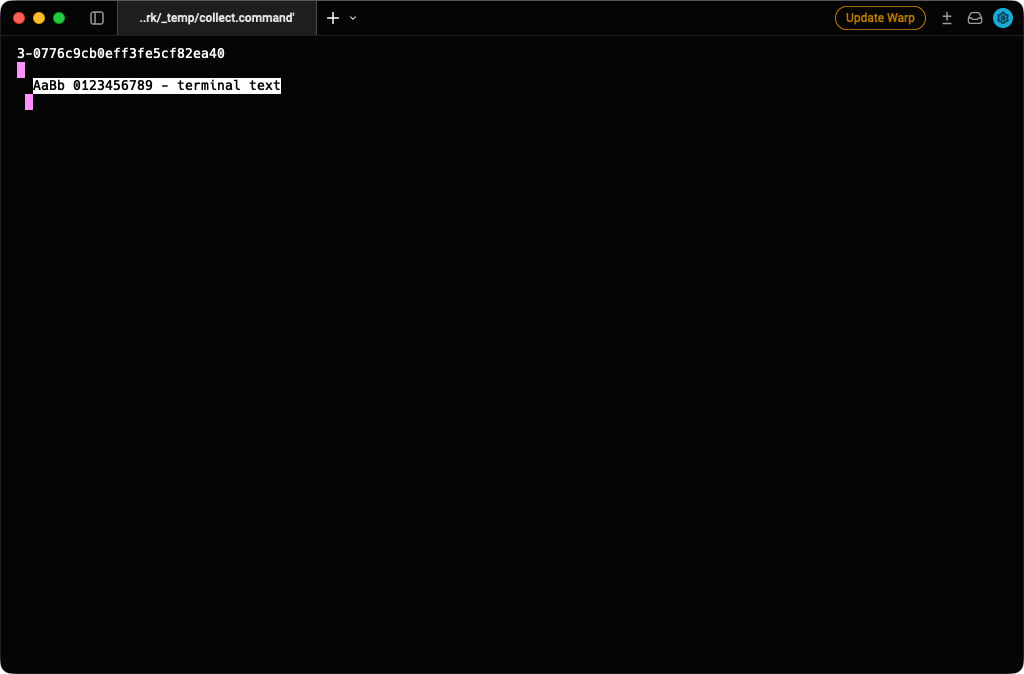 ..rk/_temp/collect.command'
Update Warp
3-0776c9cb0eff3fe5cf82ea40
AaBb 0123456789 - terminal text